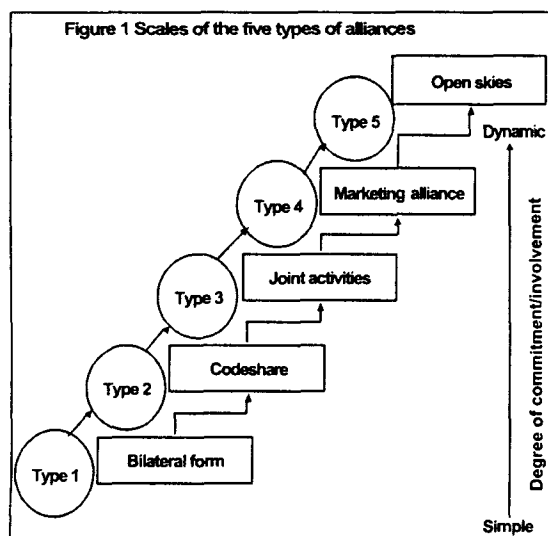 Figure 1 Scales of the five types of alliances
Open skies
Type 5
Dynamic
Marketing alliance
Type 4
Joint activities
Type 3
Codeshare
Type 2
Bilateral form
Type 1
Simple
Degree of commitment/involvement